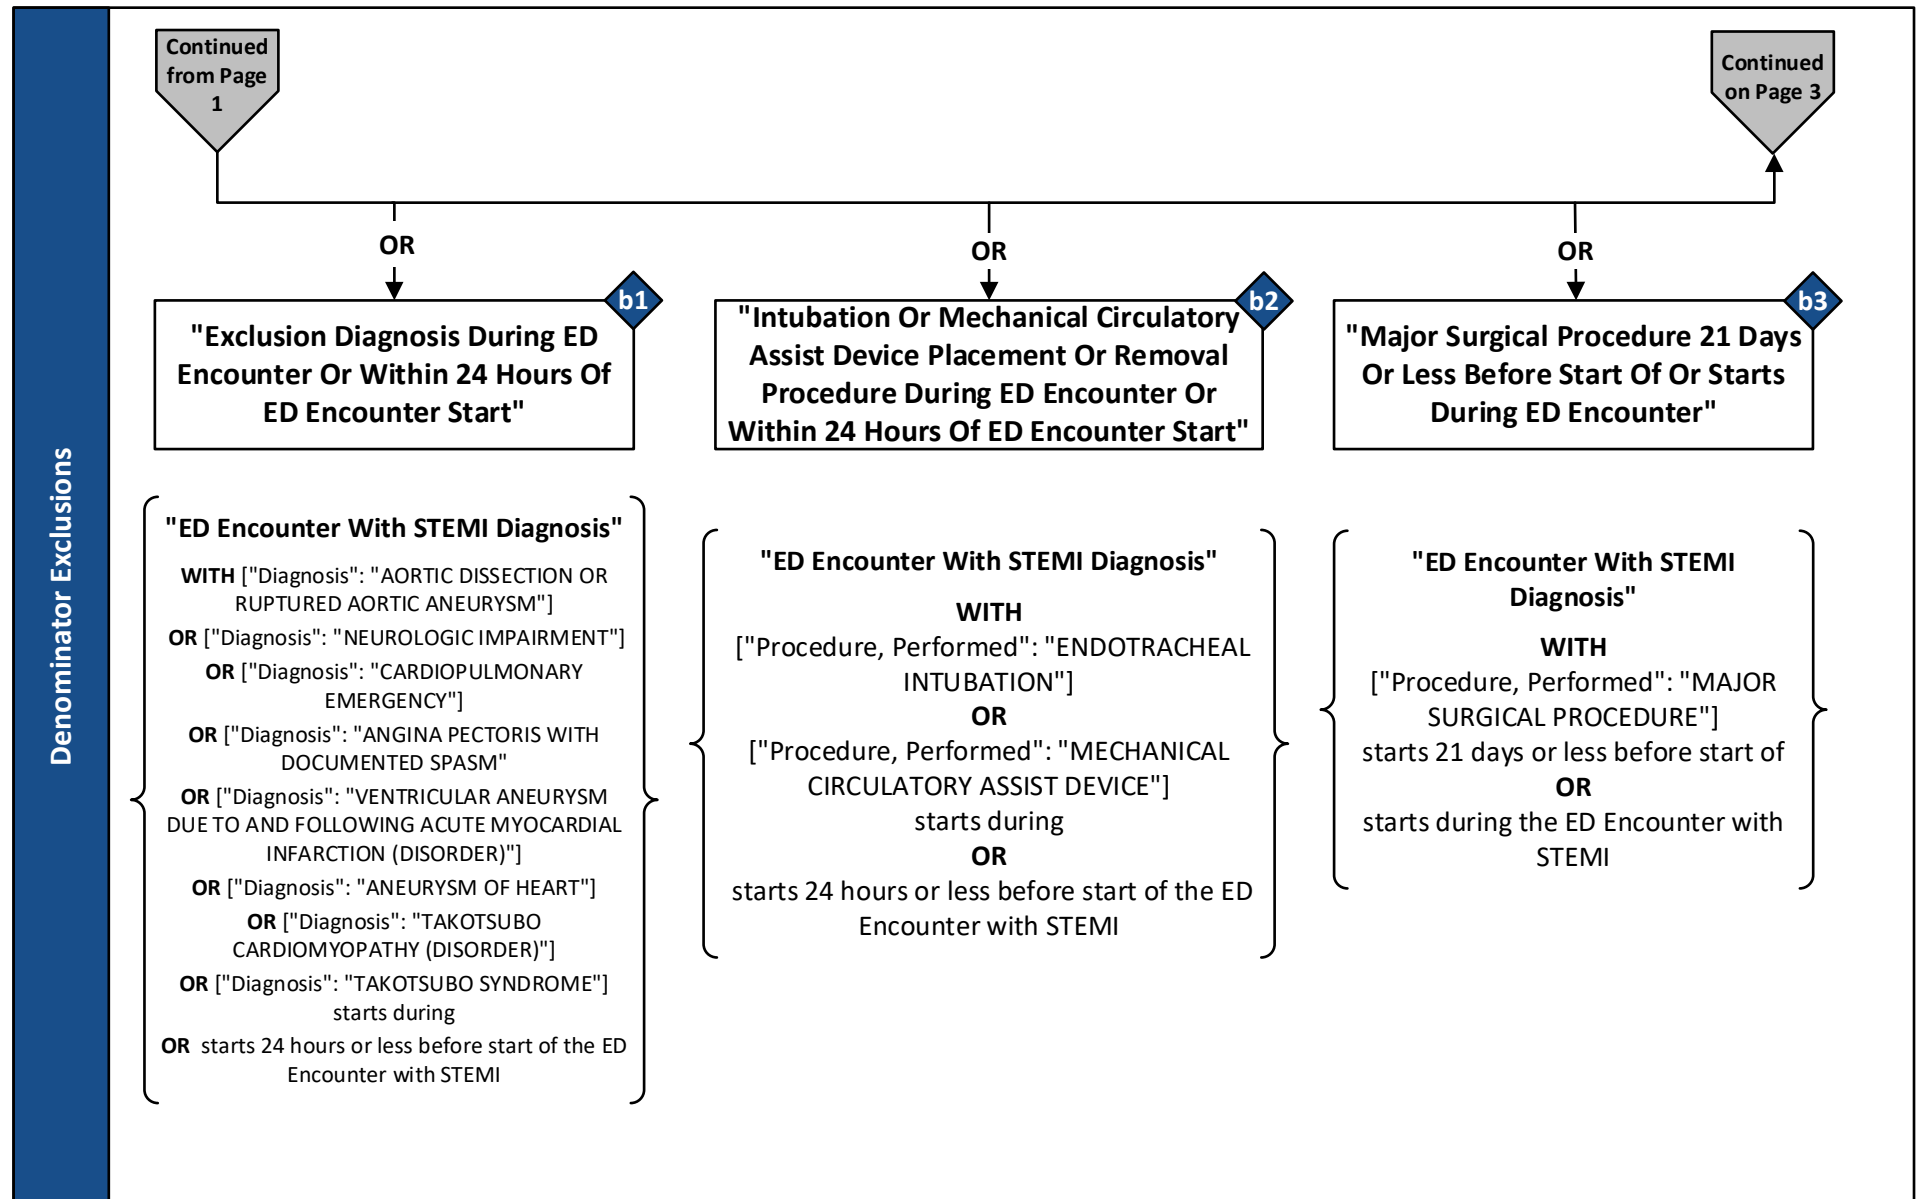 Denominator Exclusions
Continued
from Page
1
Continued
on Page 3
OR
OR
OR
b1
"Exclusion Diagnosis During ED
Encounter Or Within 24 Hours Of
ED Encounter Start"
b2
"Intubation Or Mechanical Circulatory
Assist Device Placement Or Removal
Procedure During ED Encounter Or
Within 24 Hours Of ED Encounter Start"
b3
"Major Surgical Procedure 21 Days
Or Less Before Start Of Or Starts
During ED Encounter"
"ED Encounter With STEMI Diagnosis"
WITH ["Diagnosis": "AORTIC DISSECTION OR
RUPTURED AORTIC ANEURYSM"]
OR ["Diagnosis": "NEUROLOGIC IMPAIRMENT"]
OR ["Diagnosis": "CARDIOPULMONARY
EMERGENCY"]
OR ["Diagnosis": "ANGINA PECTORIS WITH
DOCUMENTED SPASM"
OR ["Diagnosis": "VENTRICULAR ANEURYSM
DUE TO AND FOLLOWING ACUTE MYOCARDIAL
INFARCTION (DISORDER)"]
OR ["Diagnosis": "ANEURYSM OF HEART"]
OR ["Diagnosis": "TAKOTSUBO
CARDIOMYOPATHY (DISORDER)"]
OR ["Diagnosis": "TAKOTSUBO SYNDROME"]
starts during
OR starts 24 hours or less before start of the ED
Encounter with STEMI
"ED Encounter With STEMI Diagnosis"
WITH
["Procedure, Performed": "ENDOTRACHEAL
INTUBATION"]
OR
["Procedure, Performed": "MECHANICAL
CIRCULATORY ASSIST DEVICE"]
starts during
OR
starts 24 hours or less before start of the ED
Encounter with STEMI
"ED Encounter With STEMI
Diagnosis"
WITH
["Procedure, Performed": "MAJOR
SURGICAL PROCEDURE"]
starts 21 days or less before start of
OR
starts during the ED Encounter with
STEMI